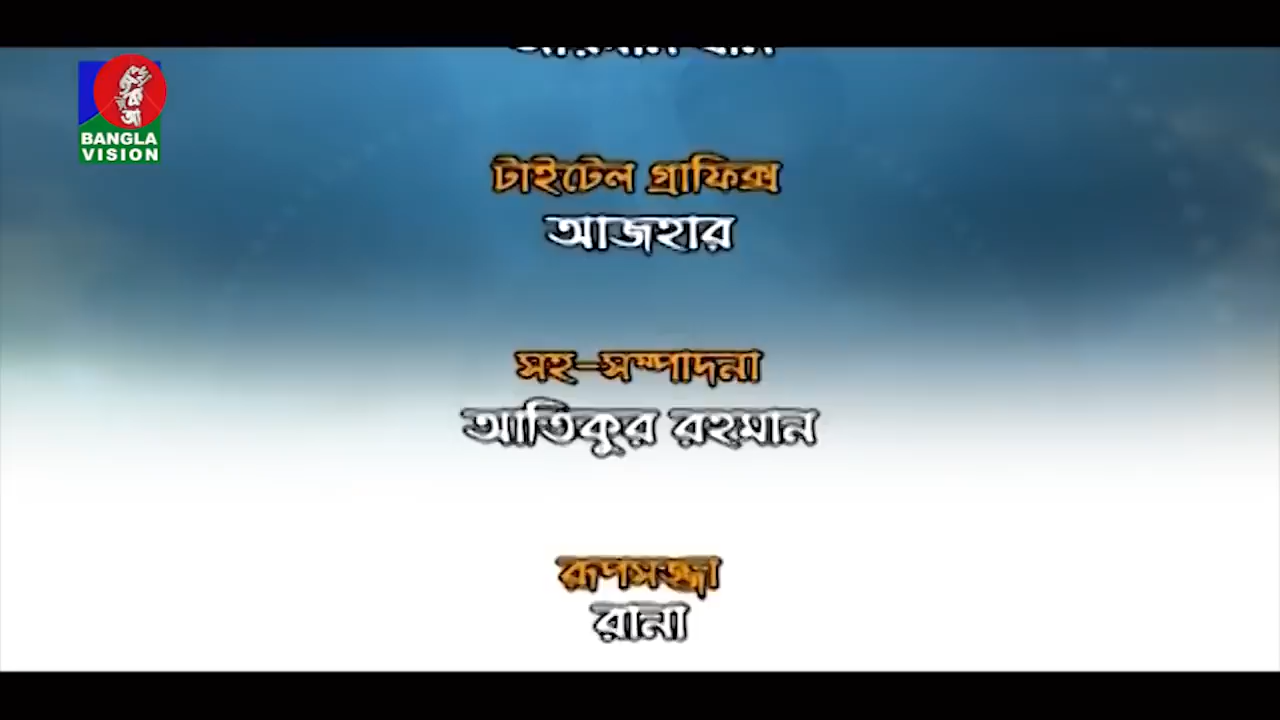 BANGLA
VISION
টাইটেল গ্রাফিক্স
আজহার
সহ-সম্পাদনা
আতিকুর রহমান
রূপসজ্জা
রানা